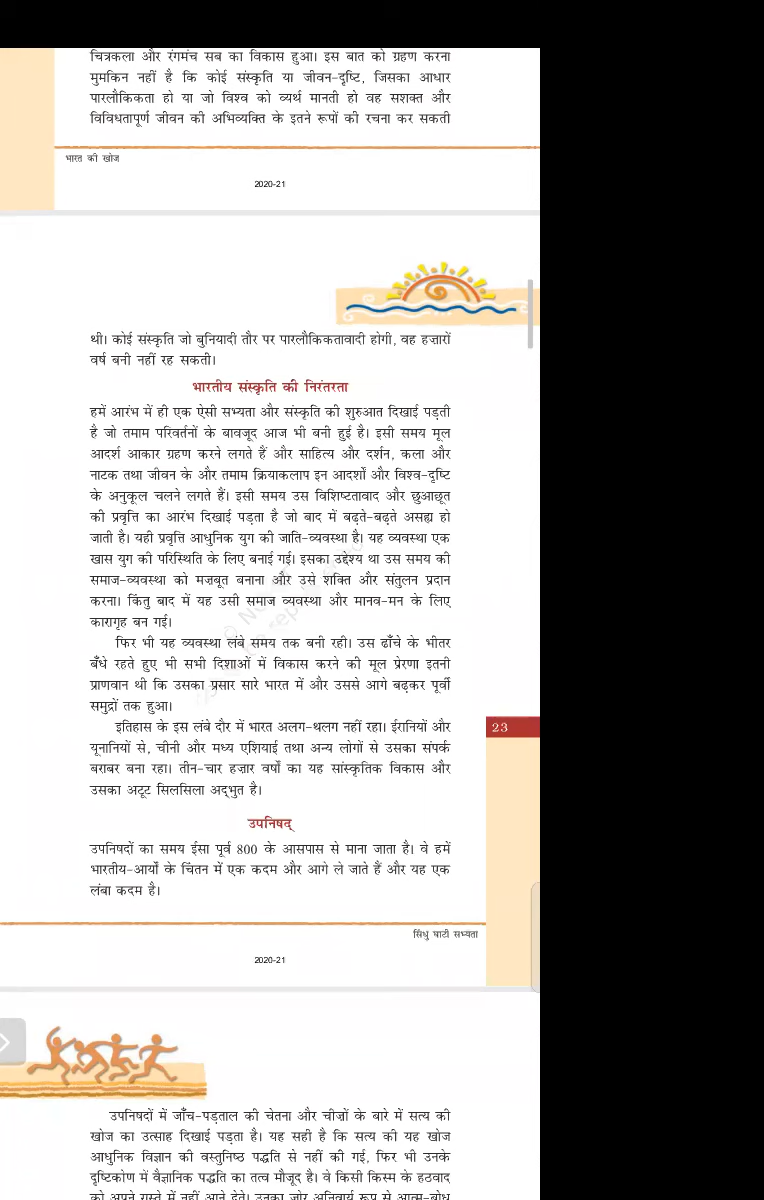 चित्रकला और रंगमंच सब का विकास हुआ। इस बात को ग्रहण करना
मुमकिन नहीं है कि कोई संस्कृति या जीवन-दृष्टि, जिसका आधार
पारलौकिकता हो या जो विश्व को व्यर्थ मानती हो वह सशक्त और
विविधतापूर्ण जीवन की अभिव्यक्ति के इतने रूपों की रचना कर सकती
भारत की खोज
2020-21
थी। कोई संस्कृति जो बुनियादी तौर पर पारलौकिकतावादी होगी, वह हज़ारों
वर्ष बनी नहीं रह सकती।
भारतीय संस्कृति की निरंतरता
हमें आरंभ में ही एक ऐसी सभ्यता और संस्कृति की शुरुआत दिखाई पड़ती
है जो तमाम परिवर्तनों के बावजूद आज भी बनी हुई है। इसी समय मूल
आदर्श आकार ग्रहण करने लगते हैं और साहित्य और दर्शन, कला और
नाटक तथा जीवन के और तमाम क्रियाकलाप इन आदर्शों और विश्व-दृष्टि
के अनुकूल चलने लगते हैं। इसी समय उस विशिष्टतावाद और छुआछूत
की प्रवृत्ति का आरंभ दिखाई पड़ता है जो बाद में बढ़ते-बढ़ते असह्य हो
जाती है। यही प्रवृत्ति आधुनिक युग की जाति-व्यवस्था है। यह व्यवस्था एक
खास युग की परिस्थिति के लिए बनाई गई। इसका उद्देश्य था उस समय की
समाज-व्यवस्था को मज़बूत बनाना और उसे शक्ति और संतुलन प्रदान
करना। किंतु बाद में यह उसी समाज व्यवस्था और मानव-मन के लिए
कारागृह बन गई।
फिर भी यह व्यवस्था लंबे समय तक बनी रही। उस ढाँचे के भीतर
बँधे रहते हुए भी सभी दिशाओं में विकास करने की मूल प्रेरणा इतनी
प्राणवान थी कि उसका प्रसार सारे भारत में और उससे आगे बढ़कर पूर्वी
समुद्रों तक हुआ।
इतिहास के इस लंबे दौर में भारत अलग-थलग नहीं रहा। ईरानियों और
यूनानियों से, चीनी और मध्य एशियाई तथा अन्य लोगों से उसका संपर्क
बराबर बना रहा। तीन-चार हज़ार वर्षों का यह सांस्कृतिक विकास और
उसका अटूट सिलसिला अद्भुत है।
23
उपनिषद्
उपनिषदों का समय ईसा पूर्व 800 के आसपास से माना जाता है। वे हमें
भारतीय-आर्यों के चिंतन में एक कदम और आगे ले जाते हैं और यह एक
लंबा कदम है।
सिंधु घाटी सभ्यता
2020-21
उपनिषदों में जाँच-पड़ताल की चेतना और चीज़ों के बारे में सत्य की
खोज का उत्साह दिखाई पड़ता है। यह सही है कि सत्य की यह खोज
आधुनिक विज्ञान की वस्तुनिष्ठ पद्धति से नहीं की गई, फिर भी उनके
दृष्टिकोण में वैज्ञानिक पद्धति का तत्व मौजूद है। वे किसी किस्म के हठवाद
को अपने रास्ते में नहीं आने देते। उनका ज़ोर अनिवार्य रूप से आत्म-बोध